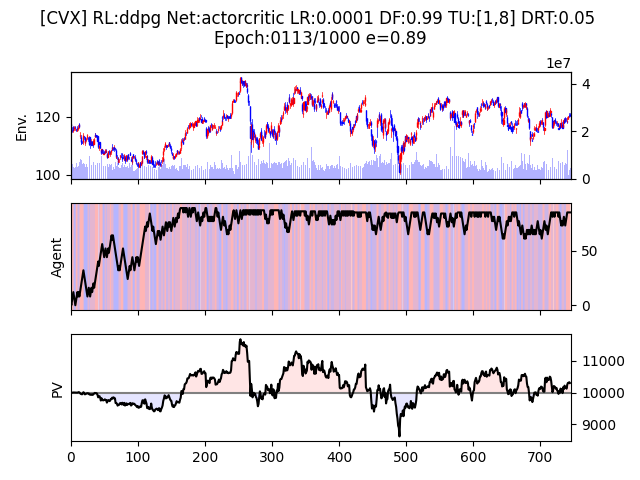 [CVX] RL:ddpg Net:actorcritic LR:0.0001 DF:0.99 TU:[1,8] DRT:0.05
Epoch:0113/1000 e=0.89
1e7
Env.
120
100
4
2
0
Agent
50
0
PV
11000
10000
9000
0 100 200 300 400 500 600 700